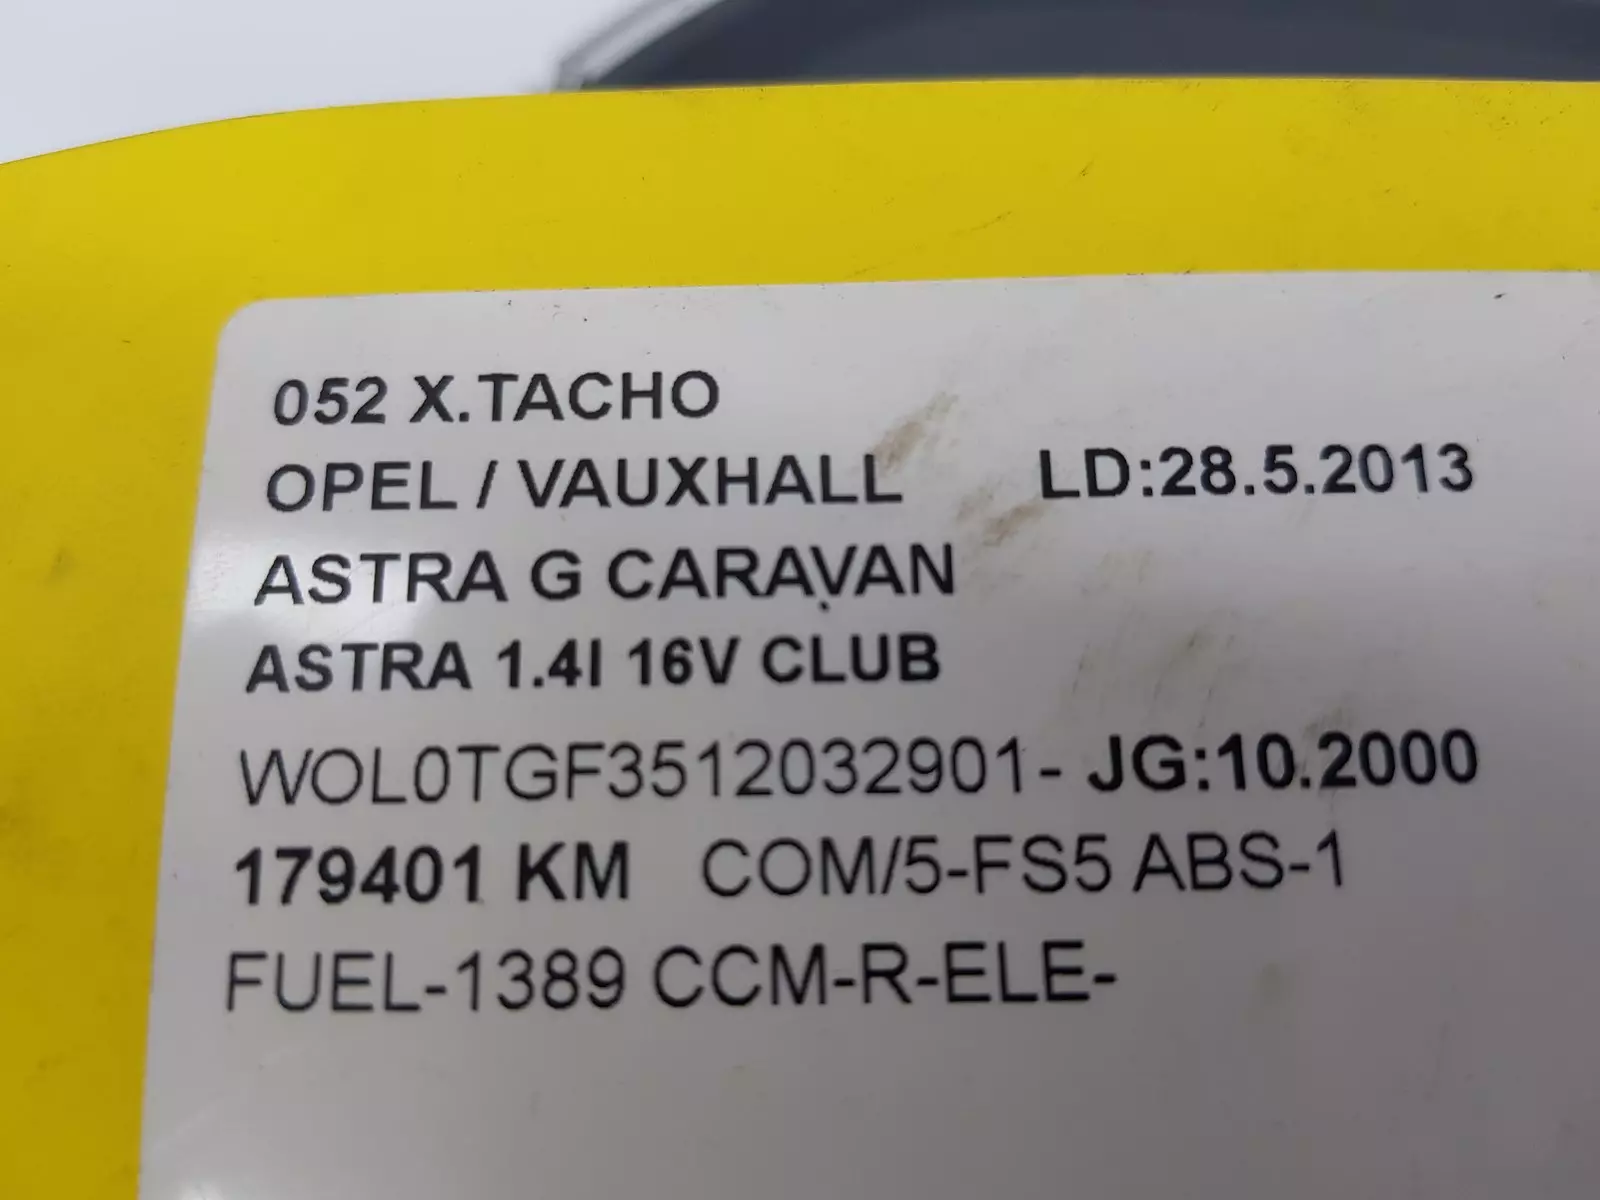 052 X.TACHO
OPEL / VAUXHALL LD:28.5.2013
ASTRA G CARAVAN
ASTRA 1.4I 16V CLUB
WOL0TGF3512032901- JG:10.2000
179401 KM COM/5-FS5 ABS-1
FUEL-1389 CCM-R-ELE-